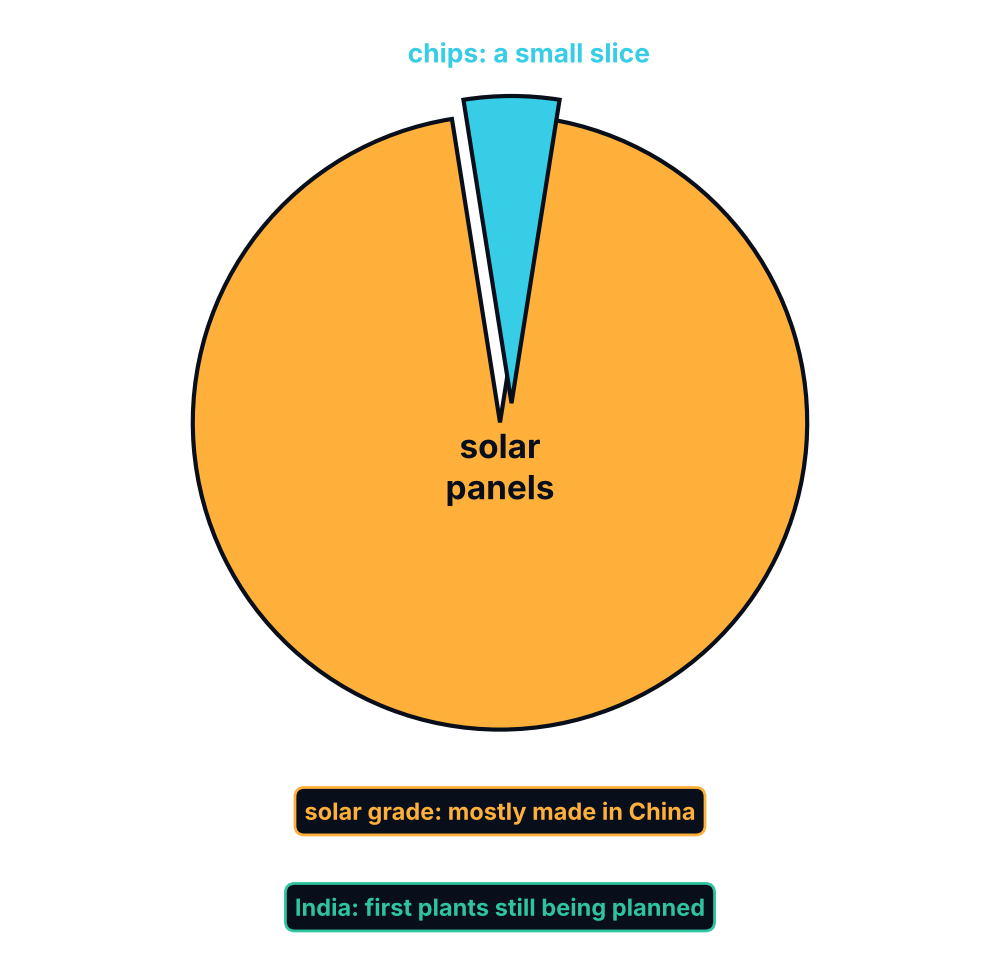 chips: a small slice
solar
panels
solar grade: mostly made in China
India: first plants still being planned